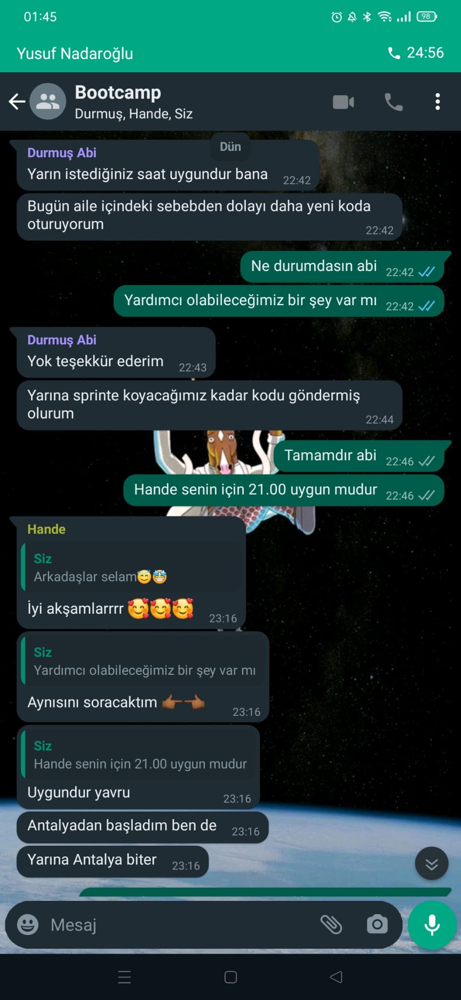 01:45
98
Yusuf Nadaroğlu
24:56
Bootcamp
Durmuş, Hande, Siz
Dün
Durmuş Abi
Yarın istediğiniz saat uygundur bana
22:42
Bugün aile içindeki sebebden dolayı daha yeni koda
oturuyorum
22:42
Ne durumdasın abi
22:42
Yardımcı olabileceğimiz bir şey var mı
22:42
Durmuş Abi
Yok teşekkür ederim
22:43
Yarına sprinte koyacağımız kadar kodu göndermiş
olurum
22:44
Tamamdır abi
22:46
Hande senin için 21.00 uygun mudur
22:46
Hande
Siz
Arkadaşlar selam😇🤩
İyi akşamlarrrr 🥰🥰🥰
23:16
Siz
Yardımcı olabileceğimiz bir şey var mı
Aynısını soracaktım 👉🏾👈🏾
23:16
Siz
Hande senin için 21.00 uygun mudur
Uygundur yavru
23:16
Antalyadan başladım ben de
23:16
Yarına Antalya biter
23:16
Mesaj